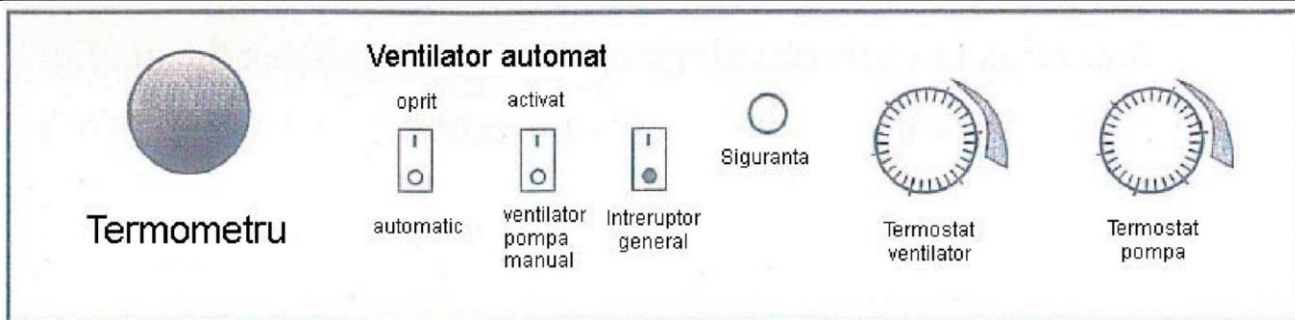 Ventilator automat
oprit
activat
Siguranta
Termometru
automatic
ventilator
pompa
manual
Intreruptor
general
Termostat
ventilator
Termostat
pompa